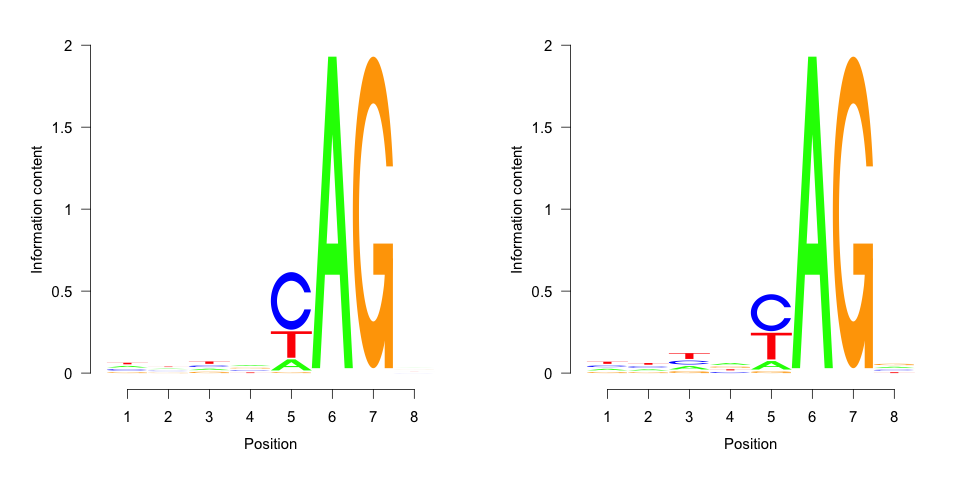 Information content
2
1.5
1
0.5
0
C
T
A
A
G
1 2 3 4 5 6 7 8
Position
Information content
2
1.5
1
0.5
0
C
T
A
A
G
1 2 3 4 5 6 7 8
Position